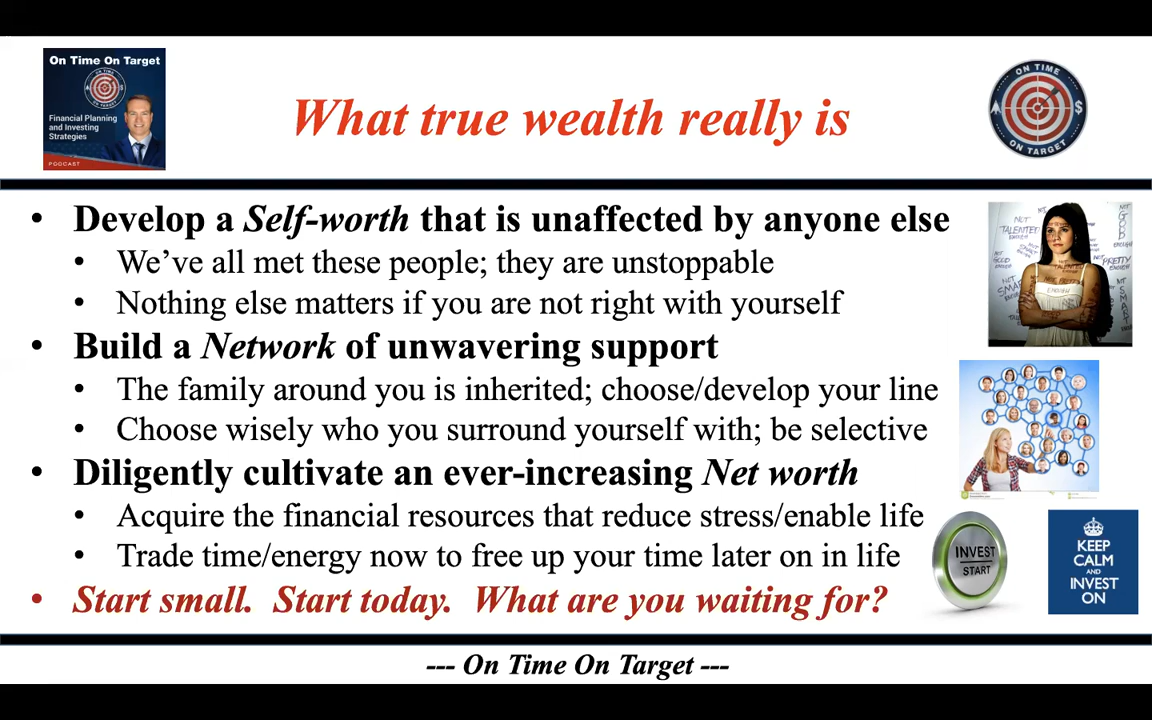 On Time On Target
Financial Planning
and Investing
Strategies
PODCAST
What true wealth really is
ON TIME
$
ON TARGET
• Develop a Self-worth that is unaffected by anyone else
• We’ve all met these people; they are unstoppable
• Nothing else matters if you are not right with yourself
• Build a Network of unwavering support
• The family around you is inherited; choose/develop your line
• Choose wisely who you surround yourself with; be selective
• Diligently cultivate an ever-increasing Net worth
• Acquire the financial resources that reduce stress/enable life
• Trade time/energy now to free up your time later on in life
• Start small.  Start today.  What are you waiting for?
NOT
TALENTED
PRETTY
ENOUGH
INVEST
START
KEEP
CALM
AND
INVEST
ON
--- On Time On Target ---